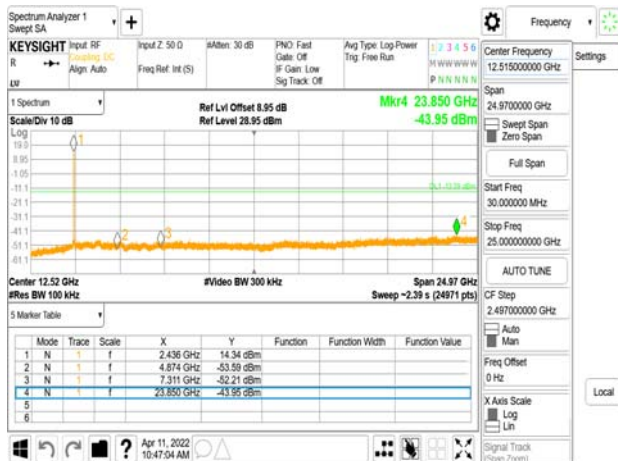 Spectrum Analyzer 1
Swept SA
+
Frequency
Settings
KEYSIGHT
R
Input: RF
Coupling: DC
Align: Auto
Input Z: 50 Ω
Freq Ref: Int (S)
#Atten: 30 dB
PNO: Fast
Gate: Off
IF Gain: Low
Sig Track: Off
Avg Type: Log-Power
Trig: Free Run
1 2 3 4 5 6
M W W W W W
P N N N N N
1 Spectrum
Scale/Div 10 dB
Ref Lvl Offset 8.95 dB
Ref Level 28.95 dBm
Mkr4 23.850 GHz
-43.95 dBm
Log
19.0
8.95
-1.05
-11.1
-21.1
-31.1
-41.1
-51.1
-61.1
1
2
3
4
Center 12.52 GHz
#Res BW 100 kHz
#Video BW 300 kHz
Span 24.97 GHz
Sweep ~2.39 s (24971 pts)
5 Marker Table
Mode Trace Scale X Y Function Function Width Function Value
1 N 1 f 2.436 GHz 14.34 dBm
2 N 1 f 4.874 GHz -53.59 dBm
3 N 1 f 7.311 GHz -52.21 dBm
4 N 1 f 23.850 GHz -43.95 dBm
5
6
Apr 11, 2022
10:47:04 AM
?
Center Frequency
12.515000000 GHz
Span
24.9700000 GHz
Swept Span
Zero Span
Full Span
Start Freq
30.000000 MHz
Stop Freq
25.000000000 GHz
AUTO TUNE
CF Step
2.497000000 GHz
Auto
Man
Freq Offset
0 Hz
X Axis Scale
Log
Lin
Signal Track
(Span Zoom)
Local